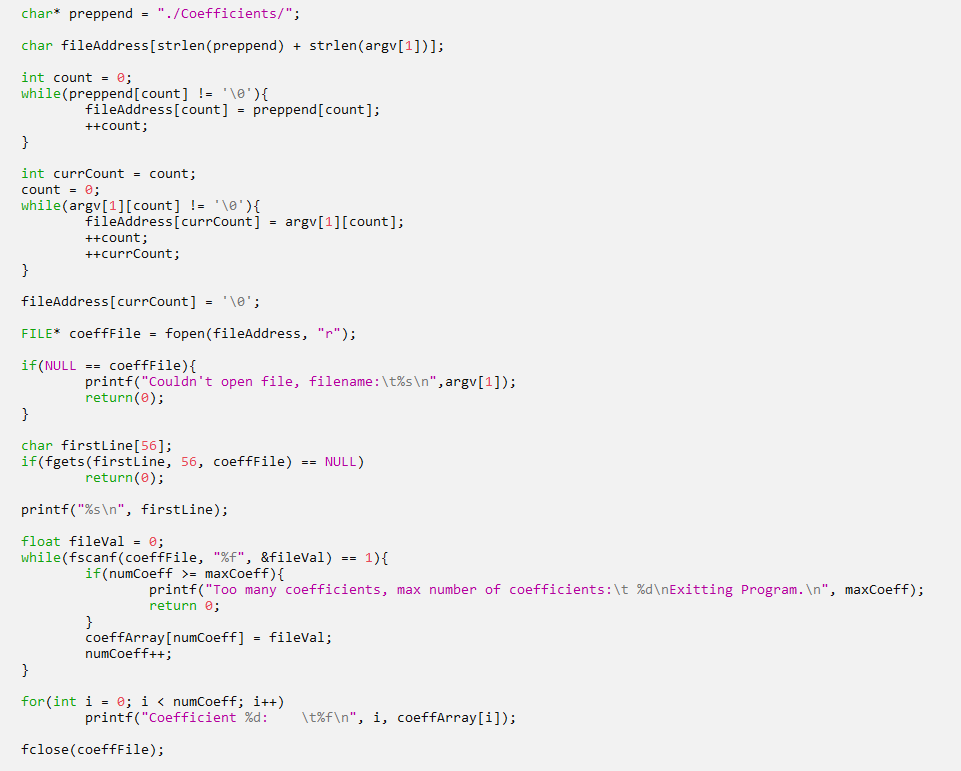 char* preppend = "./Coefficients/";
char fileAddress[strlen(preppend) + strlen(argv[1])];
int count = 0;
while(preppend[count] != '\0'){
fileAddress[count] = preppend[count];
++count;
}
int currCount = count;
count = 0;
while(argv[1][count] != '\0'){
fileAddress[currCount] = argv[1][count];
++count;
++currCount;
}
fileAddress[currCount] = '\0';
FILE* coeffFile = fopen(fileAddress, "r");
if(NULL == coeffFile){
printf("Couldn't open file, filename:\t%s\n",argv[1]);
return(0);
}
char firstLine[56];
if(fgets(firstLine, 56, coeffFile) == NULL)
return(0);
printf("%s\n", firstLine);
float fileVal = 0;
while(fscanf(coeffFile, "%f", &fileVal) == 1){
if(numCoeff >= maxCoeff){
printf("Too many coefficients, max number of coefficients:\t %d\nExitting Program.\n", maxCoeff);
return 0;
}
coeffArray[numCoeff] = fileVal;
numCoeff++;
}
for(int i = 0; i < numCoeff; i++)
printf("Coefficient %d:    \t%f\n", i, coeffArray[i]);
fclose(coeffFile);